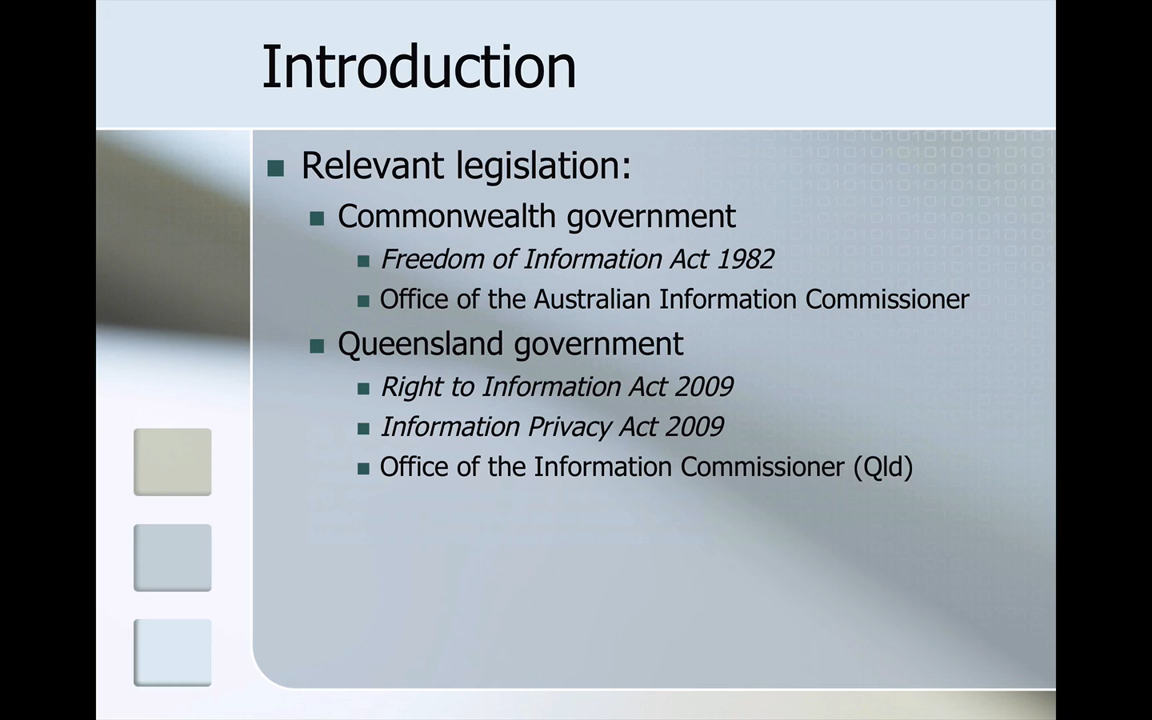 Introduction
Relevant legislation:
Commonwealth government
Freedom of Information Act 1982
Office of the Australian Information Commissioner
Queensland government
Right to Information Act 2009
Information Privacy Act 2009
Office of the Information Commissioner (Qld)